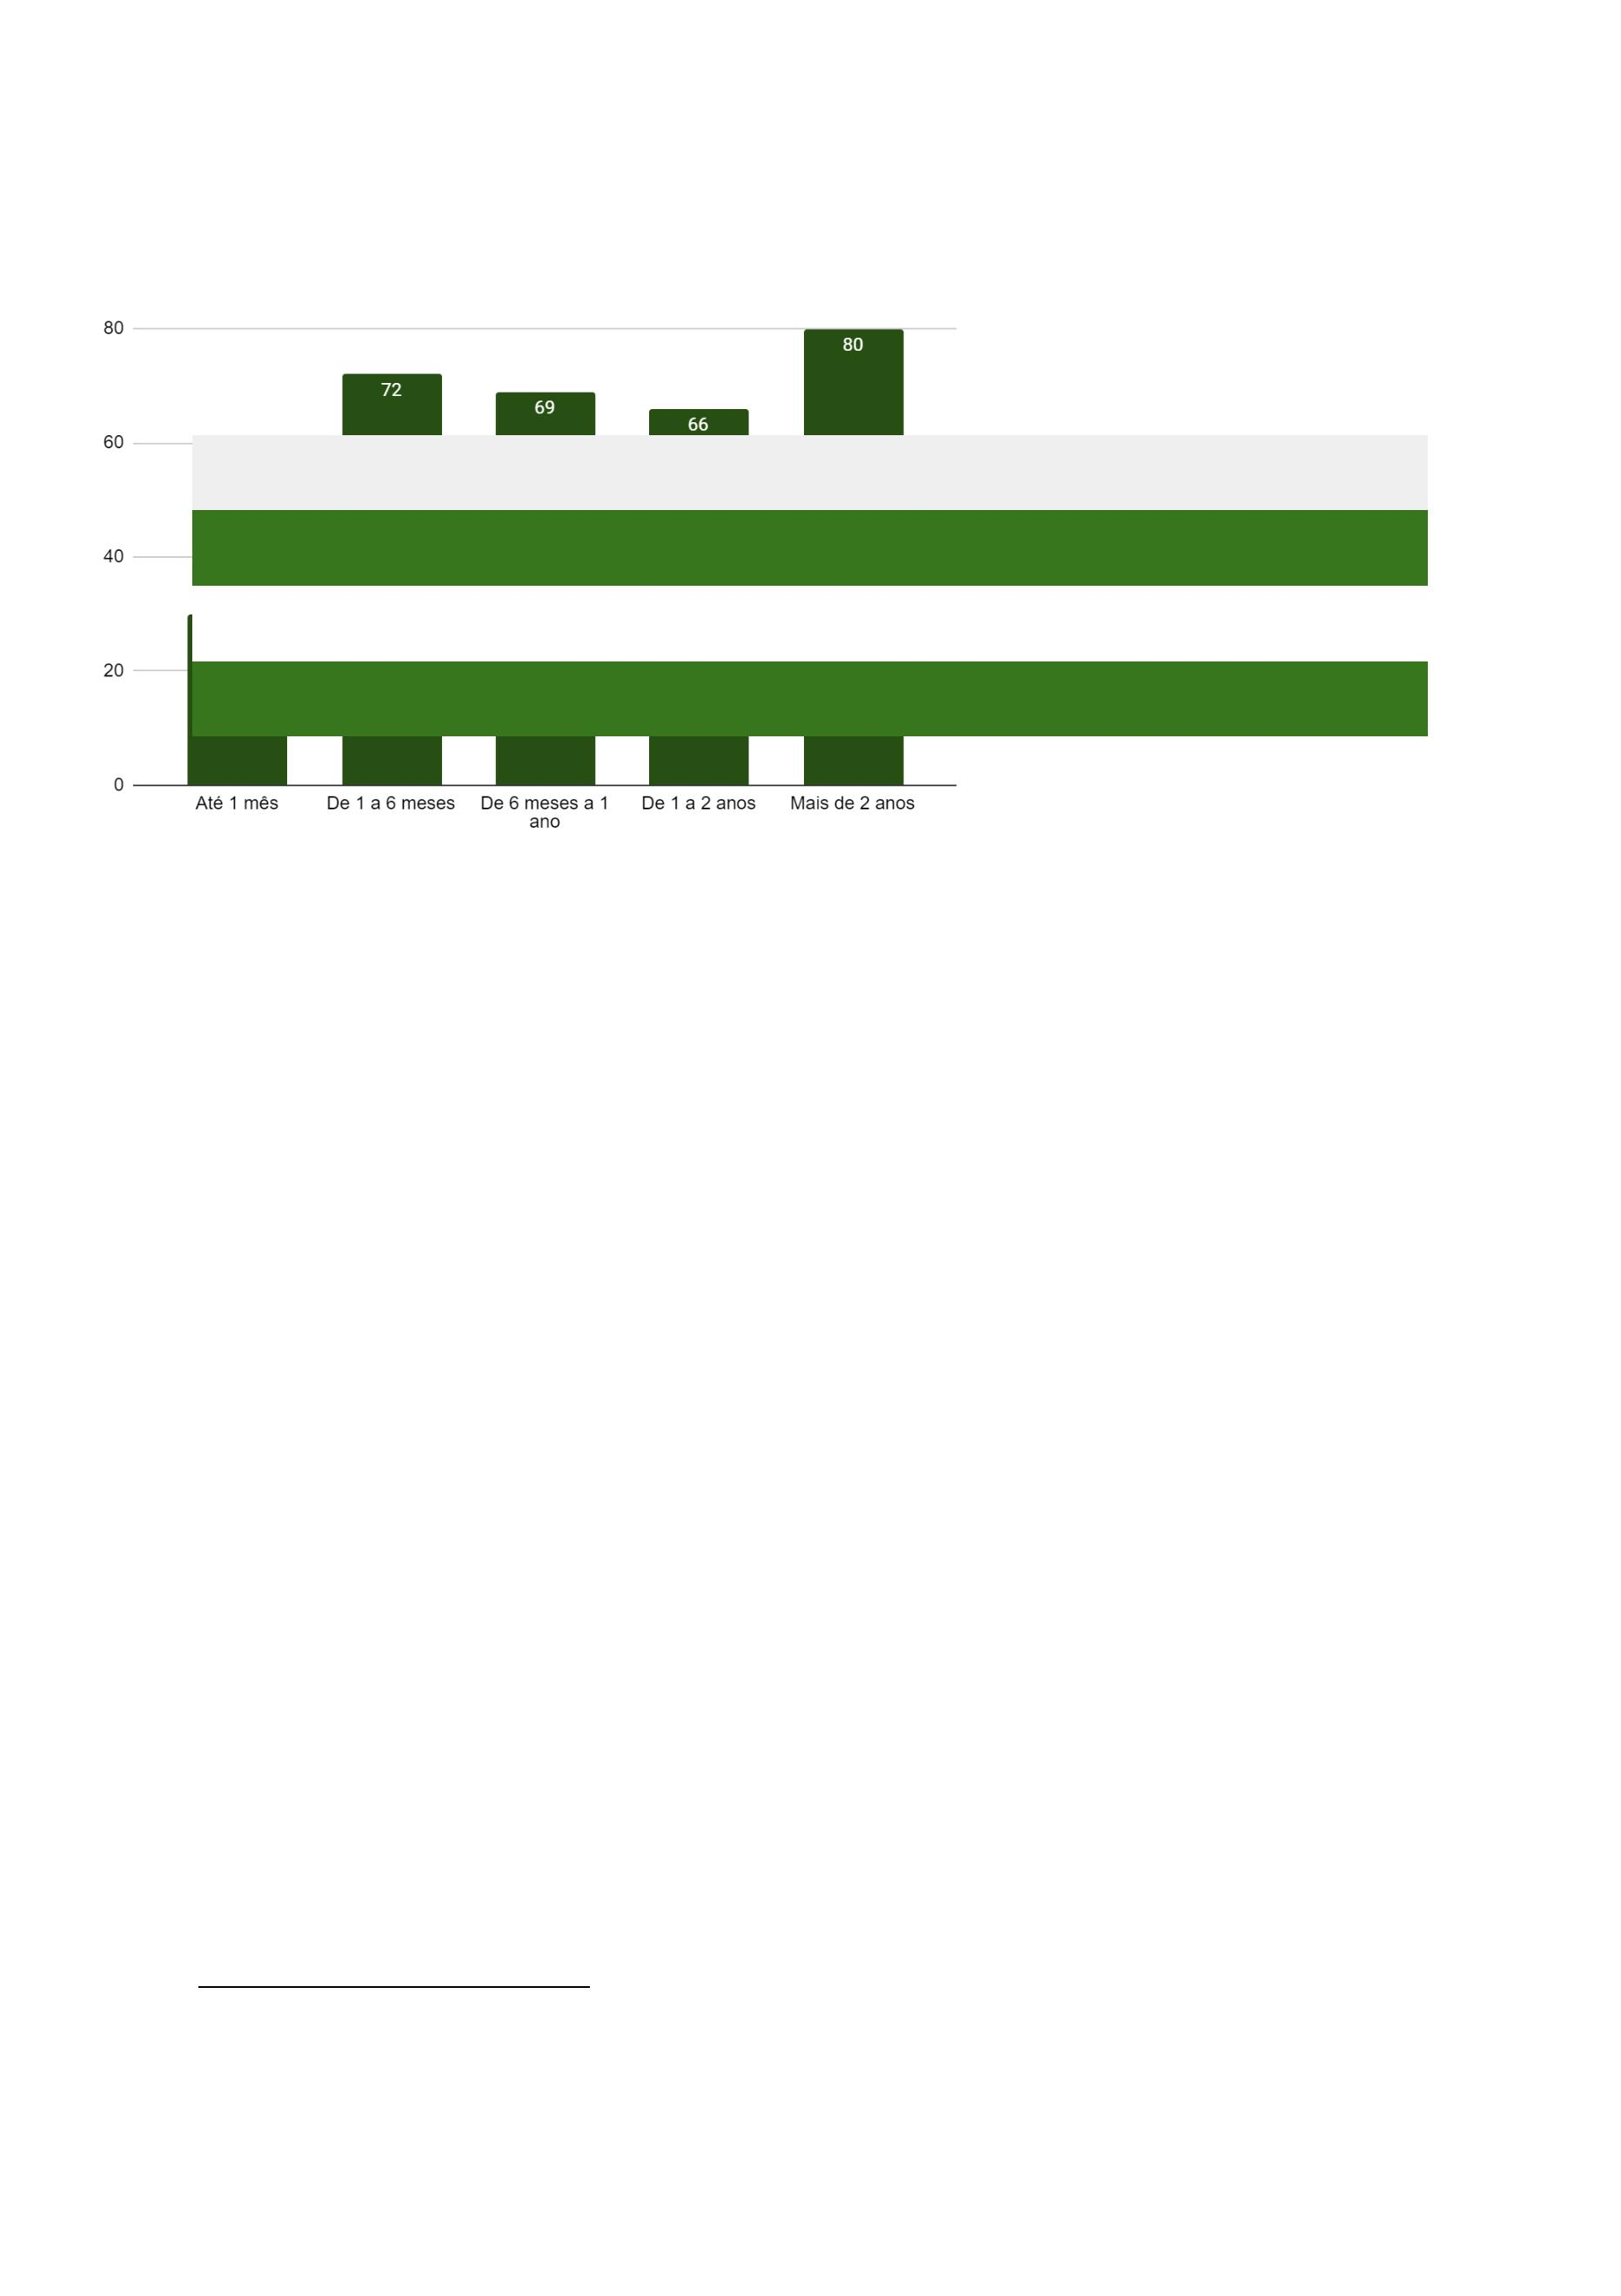 80
80
72
69
66
60
40
20
0
Até 1 mês
De 1 a 6 meses
De 6 meses a 1
ano
De 1 a 2 anos
Mais de 2 anos